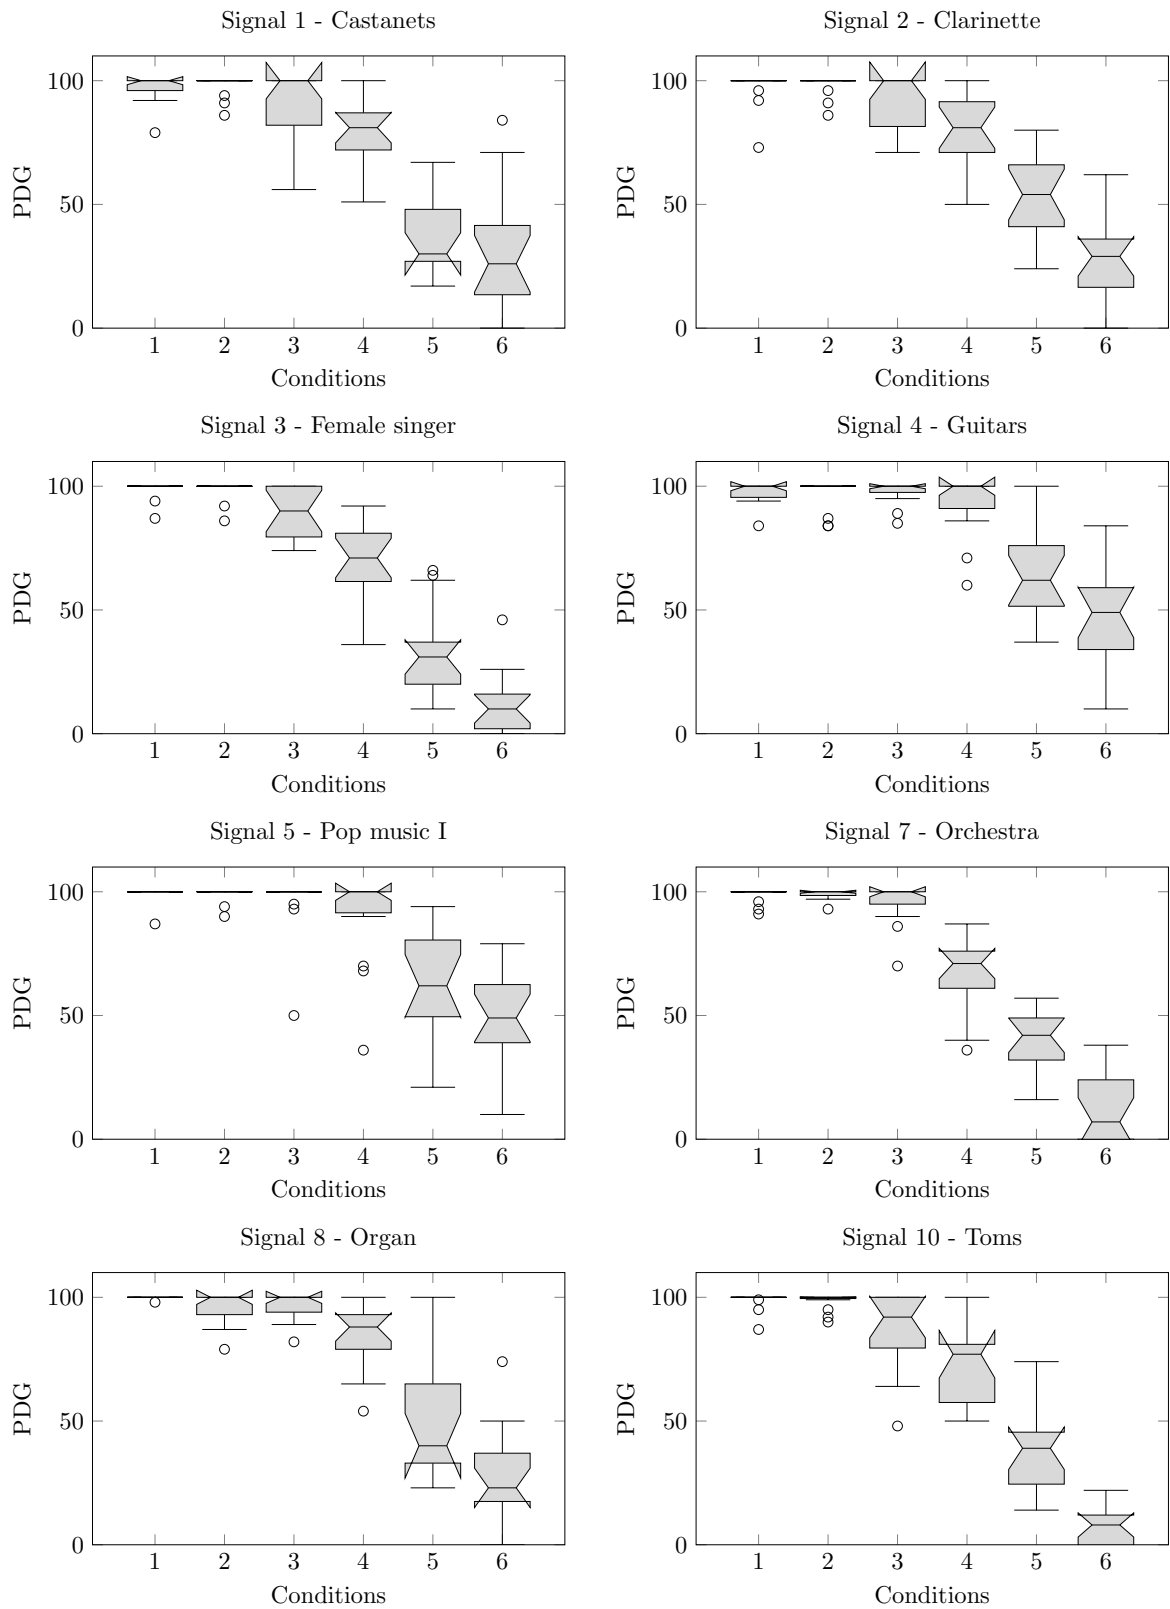 Signal 1 - Castanets
100
50
0
PDG
1 2 3 4 5 6
Conditions
Signal 2 - Clarinette
100
50
0
PDG
1 2 3 4 5 6
Conditions
Signal 3 - Female singer
100
50
0
PDG
1 2 3 4 5 6
Conditions
Signal 4 - Guitars
100
50
0
PDG
1 2 3 4 5 6
Conditions
Signal 5 - Pop music I
100
50
0
PDG
1 2 3 4 5 6
Conditions
Signal 7 - Orchestra
100
50
0
PDG
1 2 3 4 5 6
Conditions
Signal 8 - Organ
100
50
0
PDG
1 2 3 4 5 6
Conditions
Signal 10 - Toms
100
50
0
PDG
1 2 3 4 5 6
Conditions